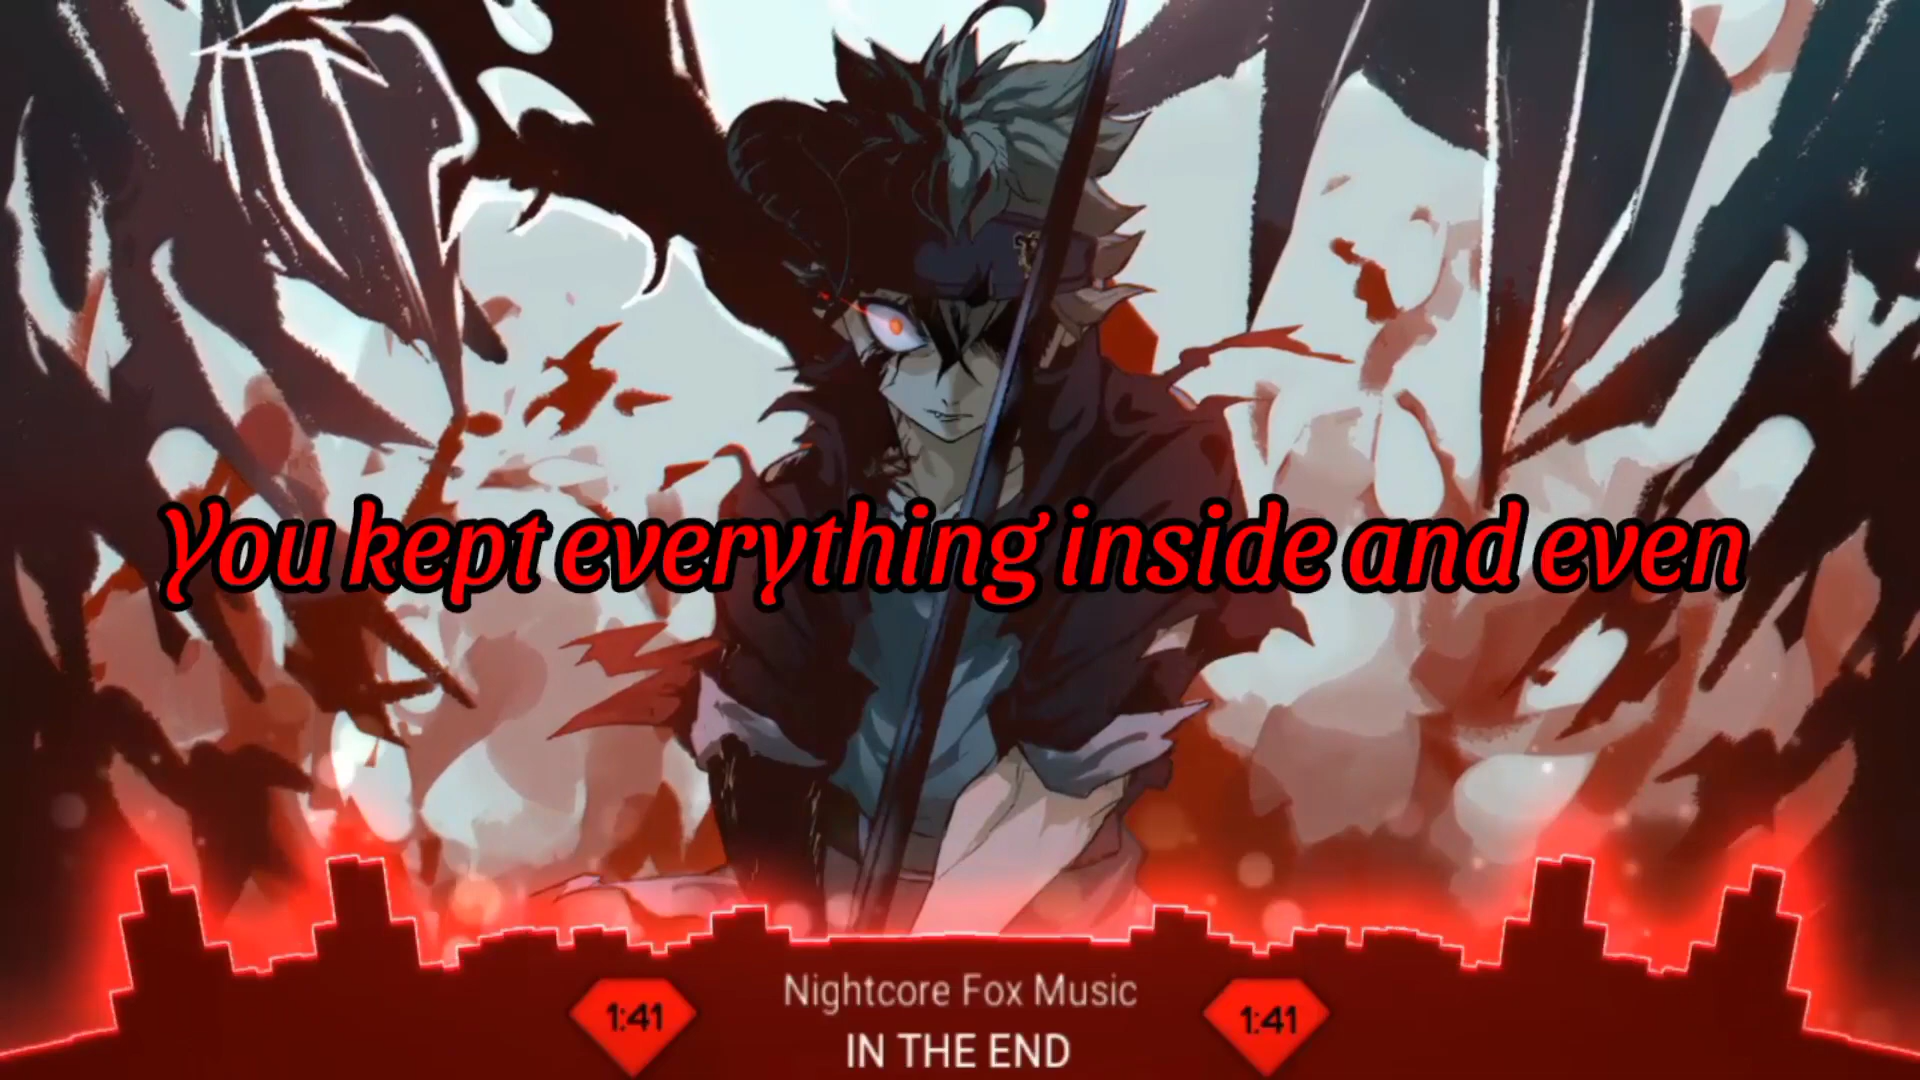 You kept everything inside and even
Nightcore Fox Music
1:41
1:41
IN THE END